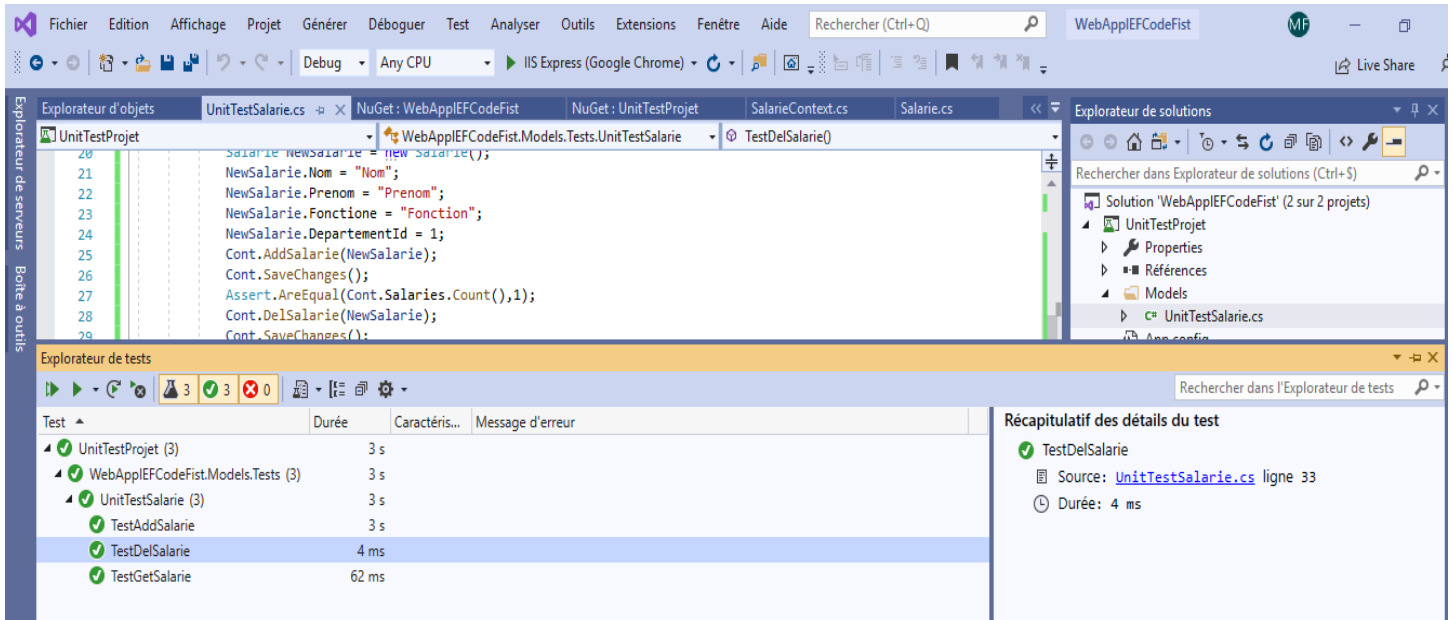 Fichier Edition Affichage Projet Générer Déboguer Test Analyser Outils Extensions Fenêtre Aide Rechercher (Ctrl+Q) WebApplEFCodeFist MF
Debug Any CPU IIS Express (Google Chrome) Live Share
Explorateur de serveurs
Boîte à outils
Explorateur d'objets UnitTestSalarie.cs NuGet : WebApplEFCodeFist NuGet : UnitTestProjet SalarieContext.cs Salarie.cs
UnitTestProjet WebApplEFCodeFist.Models.Tests.UnitTestSalarie TestDelSalarie()
20 Salarie NewSalarie = new Salarie();
21 NewSalarie.Nom = "Nom";
22 NewSalarie.Prenom = "Prenom";
23 NewSalarie.Fonctione = "Fonction";
24 NewSalarie.DepartementId = 1;
25 Cont.AddSalarie(NewSalarie);
26 Cont.SaveChanges();
27 Assert.AreEqual(Cont.Salaries.Count(),1);
28 Cont.DelSalarie(NewSalarie);
29 Cont.SaveChanges();
Explorateur de solutions
Rechercher dans Explorateur de solutions (Ctrl+$)
Solution 'WebApplEFCodeFist' (2 sur 2 projets)
UnitTestProjet
Properties
Références
Models
C# UnitTestSalarie.cs
App.config
Explorateur de tests
3 3 0 Rechercher dans l'Explorateur de tests
Test Durée Caractéris... Message d'erreur
UnitTestProjet (3) 3 s
WebApplEFCodeFist.Models.Tests (3) 3 s
UnitTestSalarie (3) 3 s
TestAddSalarie 3 s
TestDelSalarie 4 ms
TestGetSalarie 62 ms
Récapitulatif des détails du test
TestDelSalarie
Source: UnitTestSalarie.cs ligne 33
Durée: 4 ms